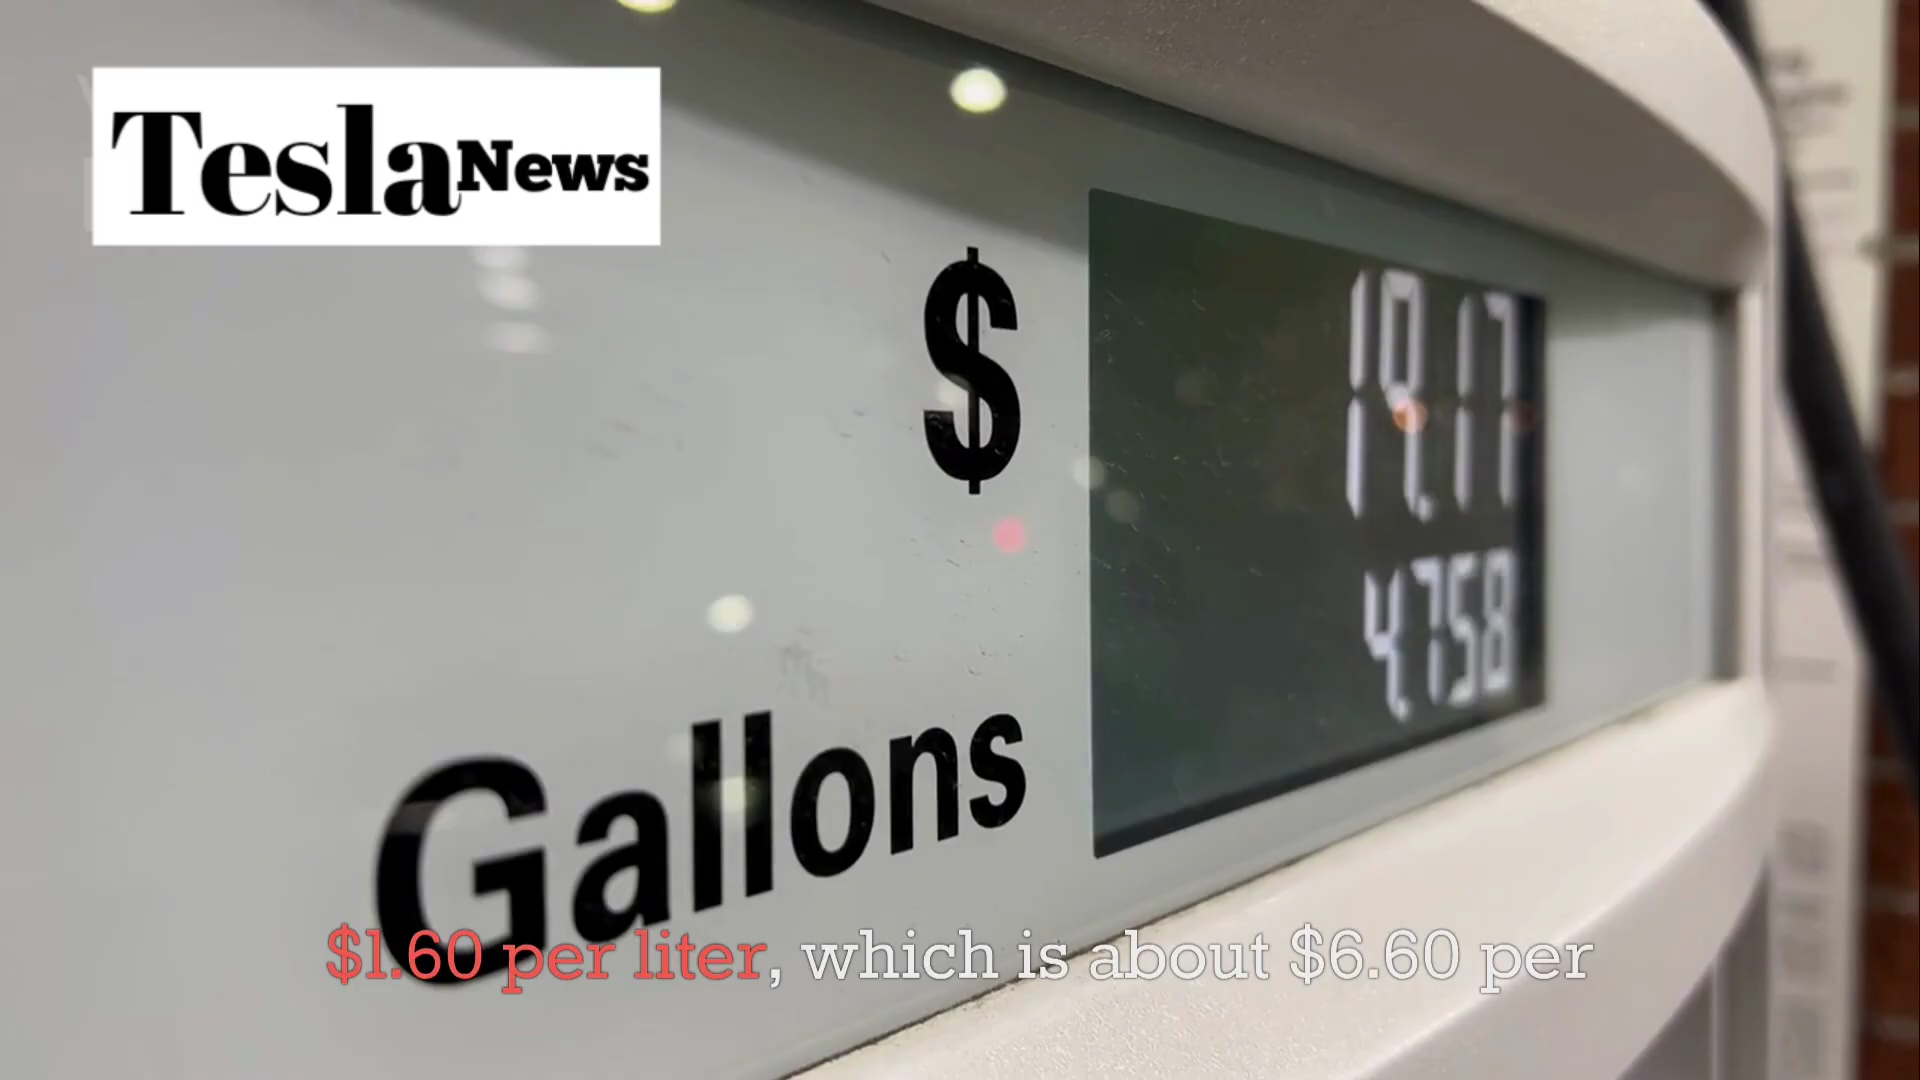 Tesla News
$
19.17
4.758
Gallons
$1.60 per liter, which is about $6.60 per